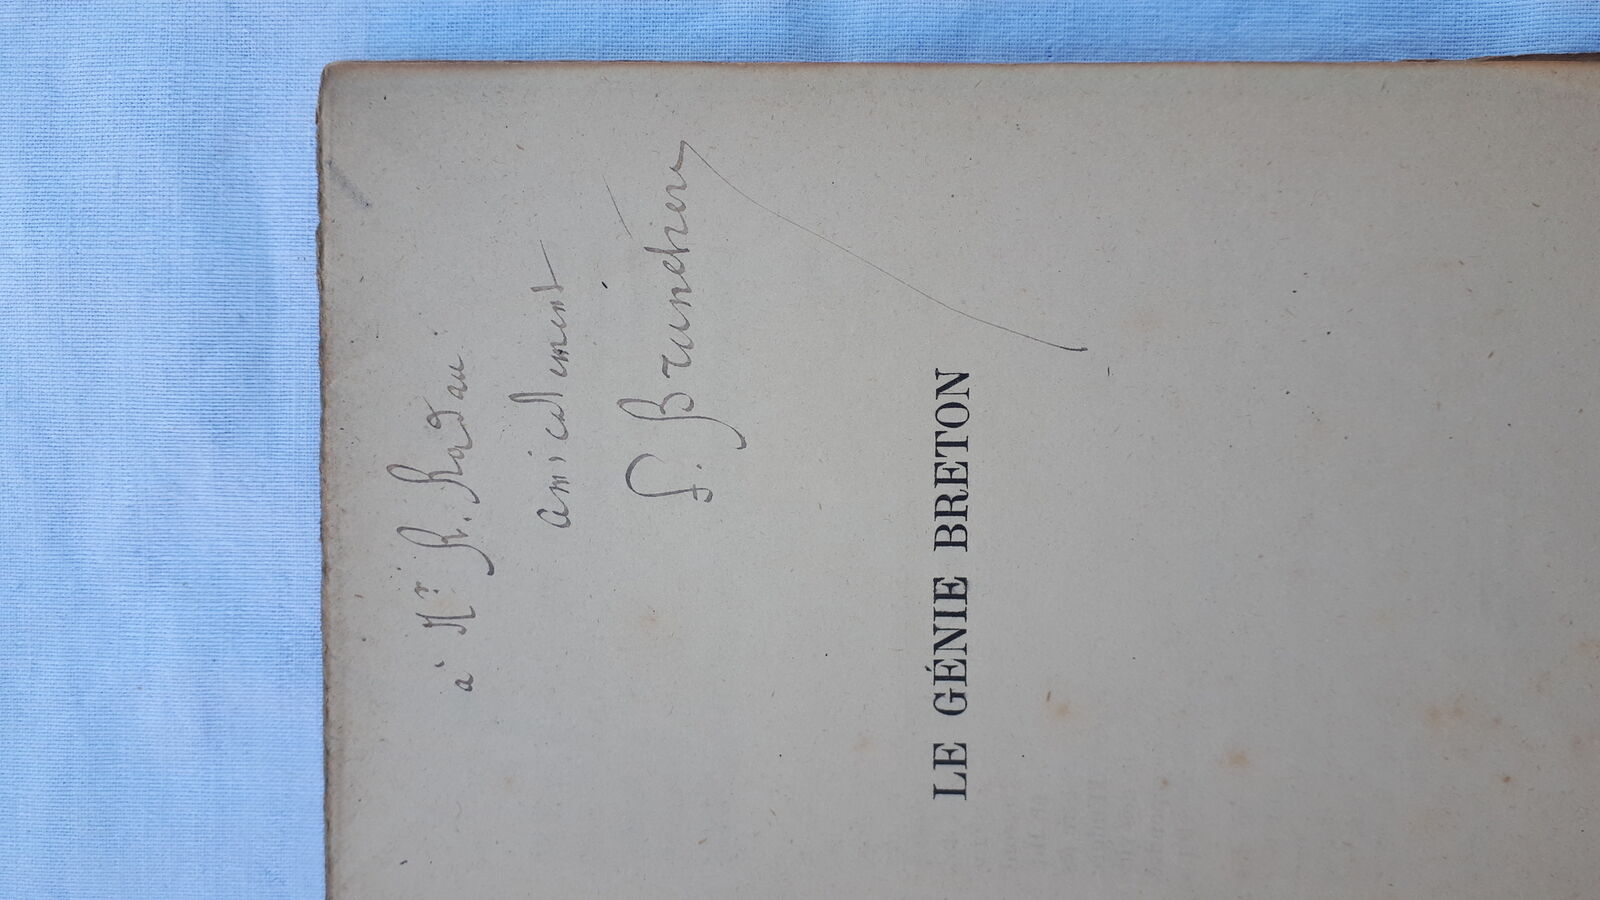 à Mr. R. Radau
amicalement
F. Brunetière
LE GÉNIE BRETON